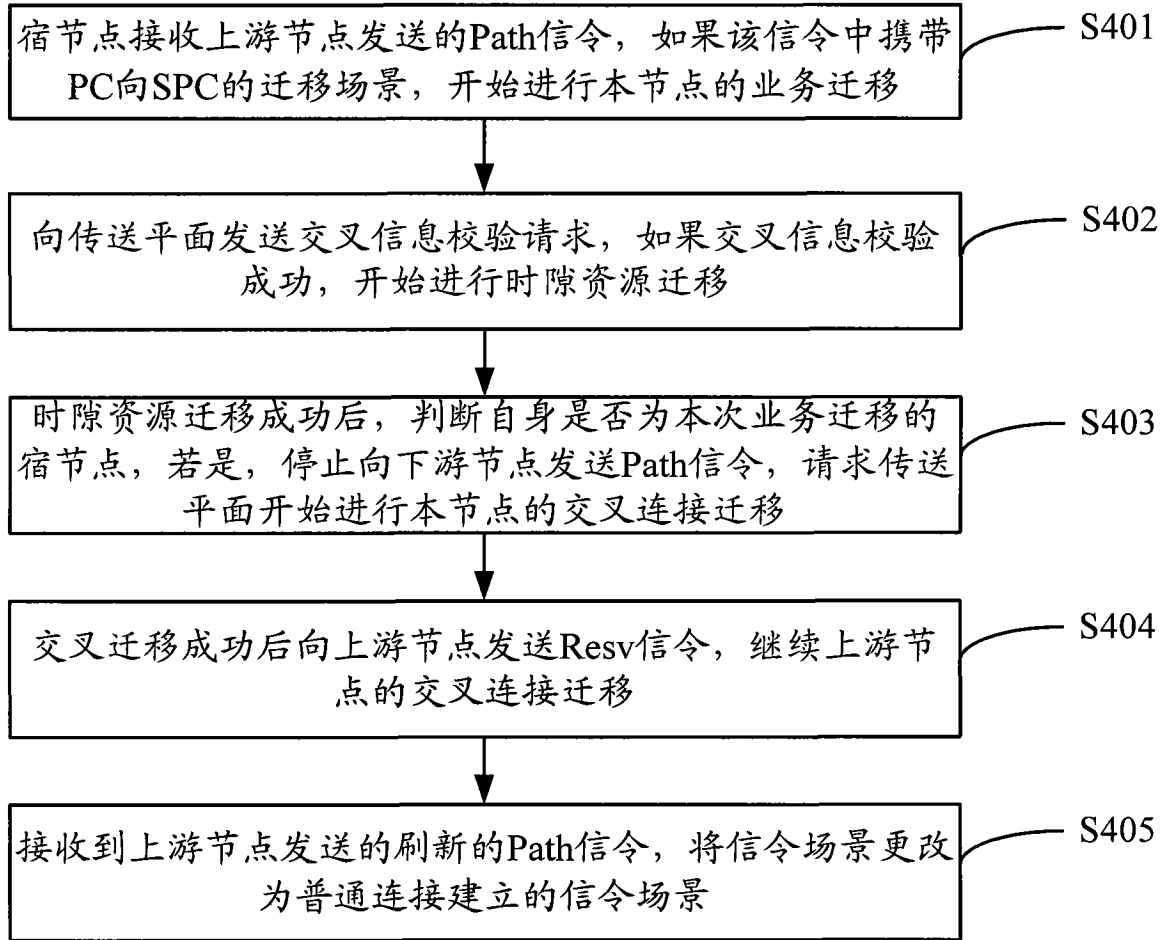 宿节点接收上游节点发送的Path信令，如果该信令中携带
PC向SPC的迁移场景，开始进行本节点的业务迁移
S401
向传送平面发送交叉信息校验请求，如果交叉信息校验
成功，开始进行时隙资源迁移
S402
时隙资源迁移成功后，判断自身是否为本次业务迁移的
宿节点，若是，停止向下游节点发送Path信令，请求传送
平面开始进行本节点的交叉连接迁移
S403
交叉迁移成功后向上游节点发送Resv信令，继续上游节
点的交叉连接迁移
S404
接收到上游节点发送的刷新的Path信令，将信令场景更改
为普通连接建立的信令场景
S405